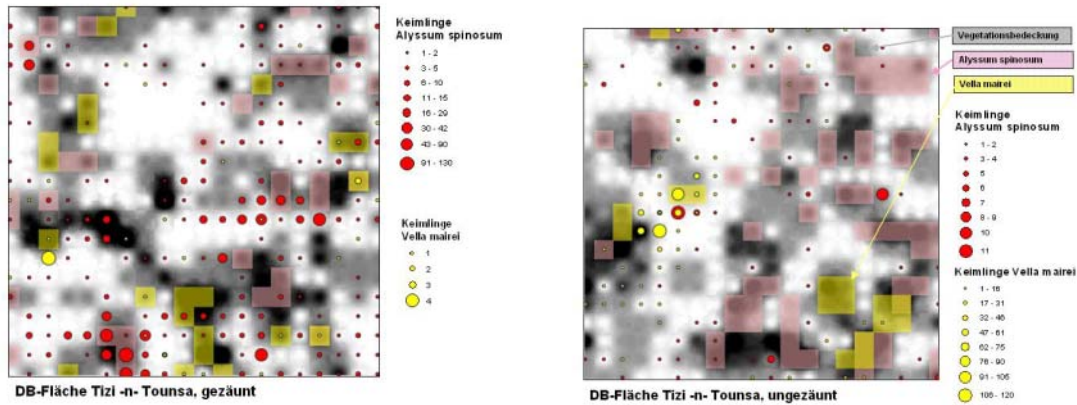 Keimlinge
Alyssum spinosum
1 - 2
3 - 5
6 - 10
11 - 15
16 - 29
30 - 42
43 - 90
91 - 130
Keimlinge
Vella mairei
1
2
3
4
DB-Fläche Tizi -n- Tounsa, gezäunt
Vegetationsbedeckung
Alyssum spinosum
Vella mairei
Keimlinge
Alyssum spinosum
1 - 2
3 - 4
5
6
7
8 - 9
10
11
Keimlinge Vella mairei
1 - 16
17 - 31
32 - 46
47 - 61
62 - 75
76 - 90
91 - 105
106 - 120
DB-Fläche Tizi -n- Tounsa, ungezäunt